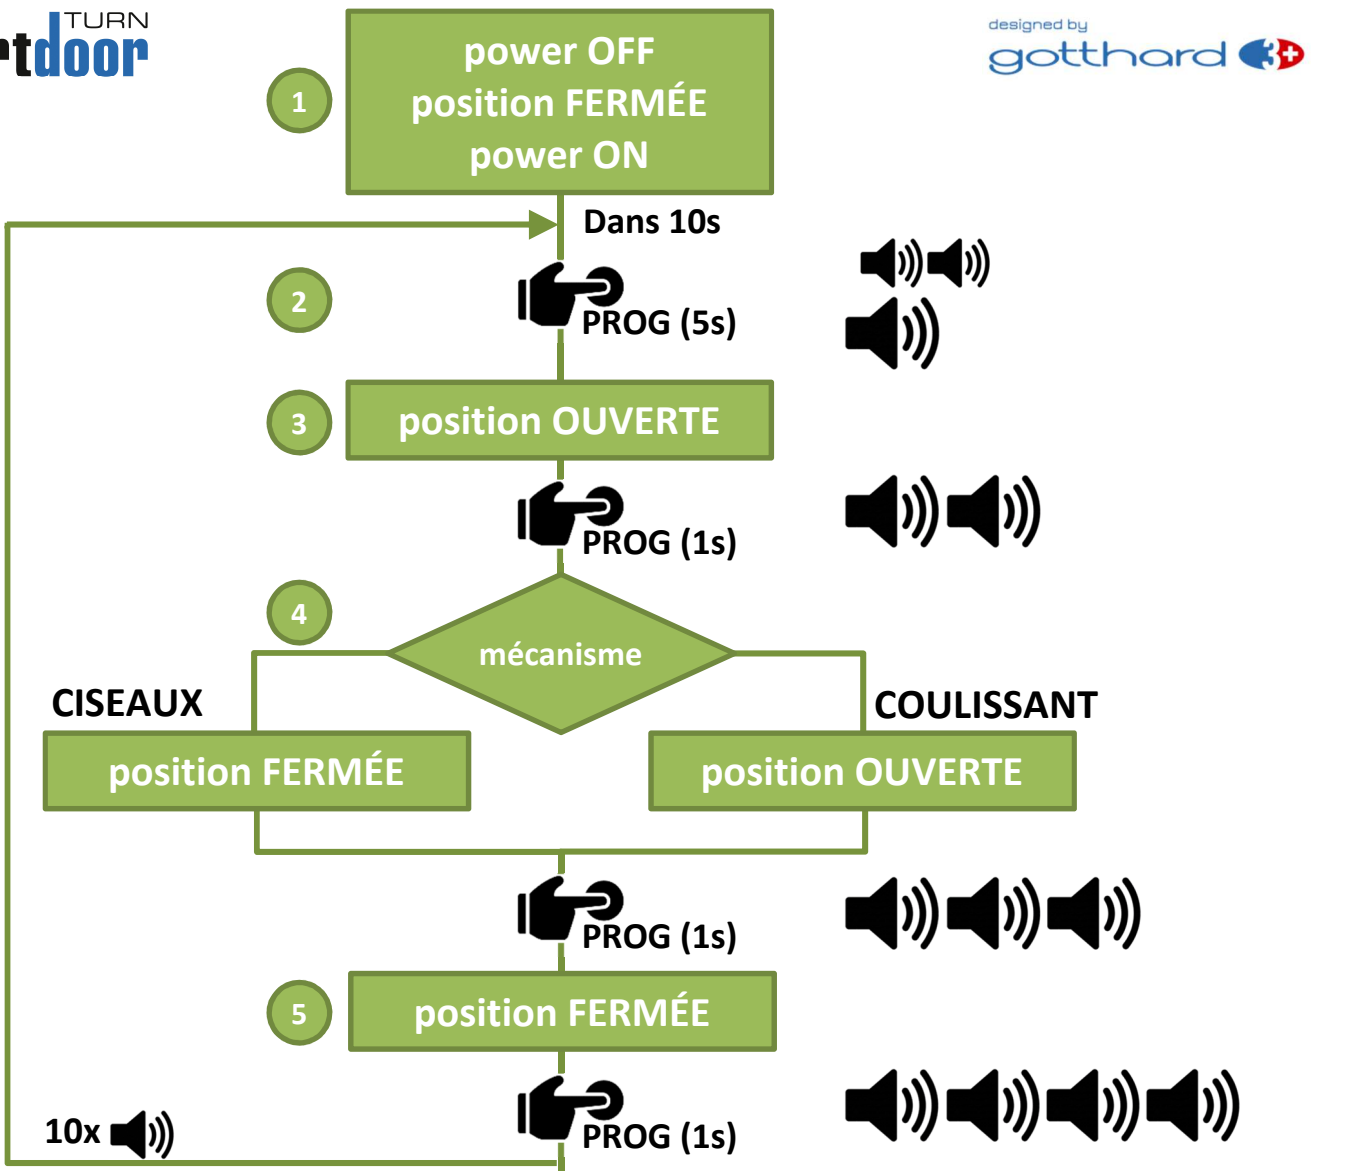 TURN
rtdoor
designed by
gotthard
1
power OFF
position FERMÉE
power ON
Dans 10s
2
PROG (5s)
3
position OUVERTE
PROG (1s)
4
mécanisme
CISEAUX
COULISSANT
position FERMÉE
position OUVERTE
PROG (1s)
5
position FERMÉE
10x
PROG (1s)